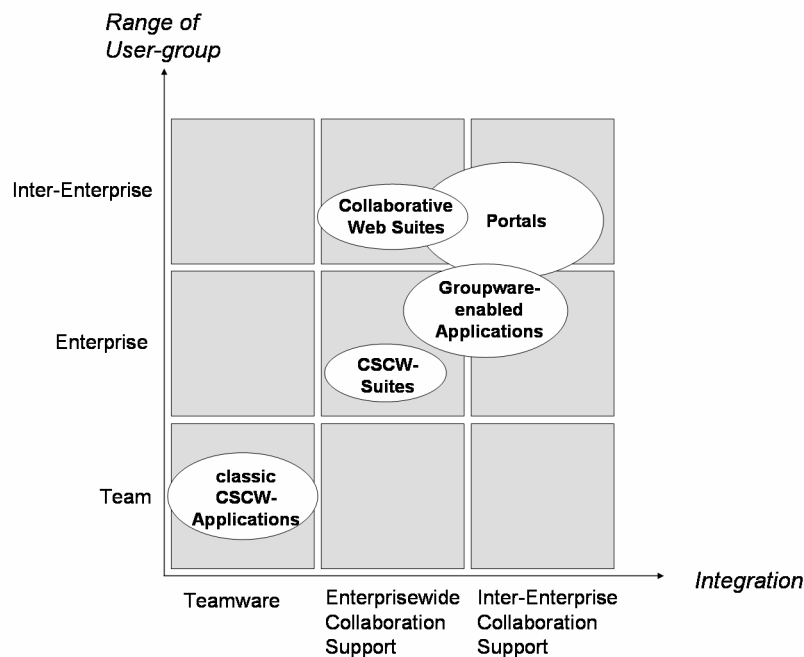 Range of
User-group
Inter-Enterprise
Collaborative
Web Suites
Portals
Groupware-
enabled
Applications
Enterprise
CSCW-
Suites
Team
classic
CSCW-
Applications
Integration
Teamware
Enterprisewide
Collaboration
Support
Inter-Enterprise
Collaboration
Support